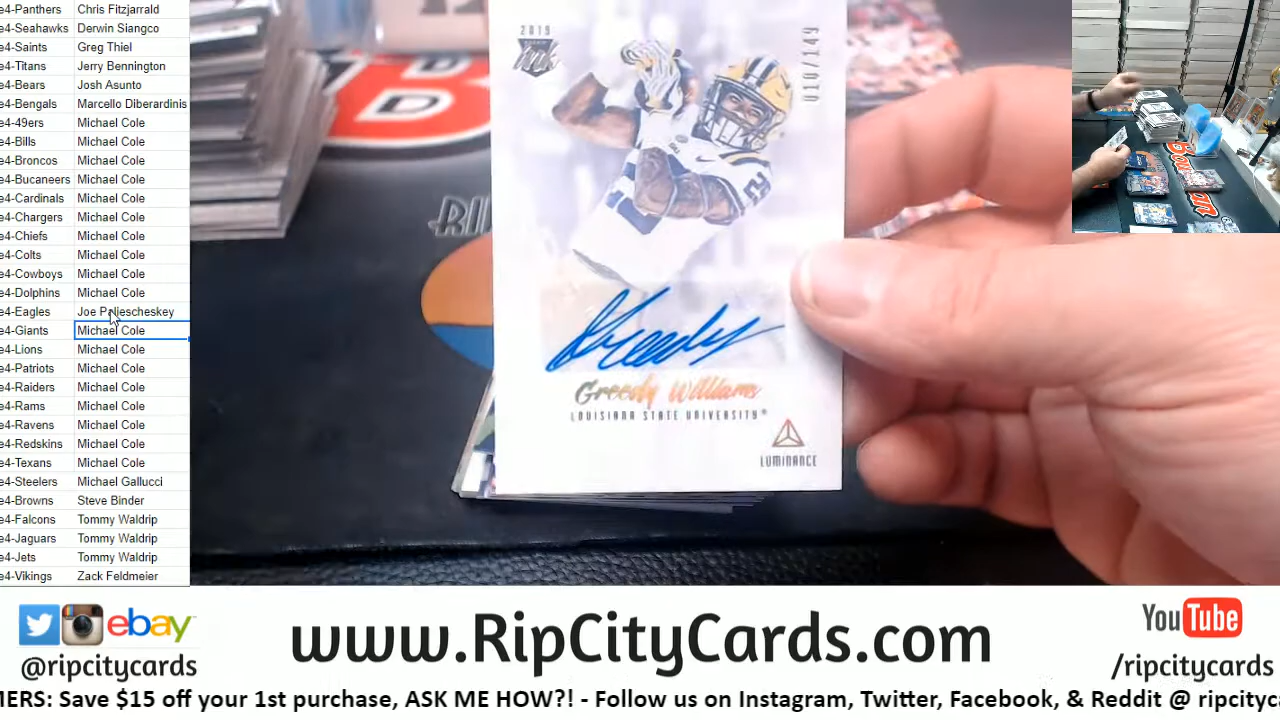 e4-Panthers Chris Fitzjarrald
e4-Seahawks Derwin Siangco
e4-Saints Greg Thiel
e4-Titans Jerry Bennington
e4-Bears Josh Asunto
e4-Bengals Marcello Diberardinis
e4-49ers Michael Cole
e4-Bills Michael Cole
e4-Broncos Michael Cole
e4-Bucaneers Michael Cole
e4-Cardinals Michael Cole
e4-Chargers Michael Cole
e4-Chiefs Michael Cole
e4-Colts Michael Cole
e4-Cowboys Michael Cole
e4-Dolphins Michael Cole
e4-Eagles Joe
e4-Giants Michael Cole
e4-Lions Michael Cole
e4-Patriots Michael Cole
e4-Raiders Michael Cole
e4-Rams Michael Cole
e4-Ravens Michael Cole
e4-Redskins Michael Cole
e4-Texans Michael Cole
e4-Steelers Michael Gallucci
e4-Browns Steve Binder
e4-Falcons Tommy Waldrip
e4-Jaguars Tommy Waldrip
e4-Jets Tommy Waldrip
e4-Vikings Zack Feldmeier
2019
ink
010/149
Greedy
Greedy Williams
LOUISIANA STATE UNIVERSITY®
LUMINANCE
ebay
@ripcitycards
www.RipCityCards.com
YouTube
/ripcitycards
MERS: Save $15 off your 1st purchase, ASK ME HOW?! - Follow us on Instagram, Twitter, Facebook, & Reddit @ ripcityc